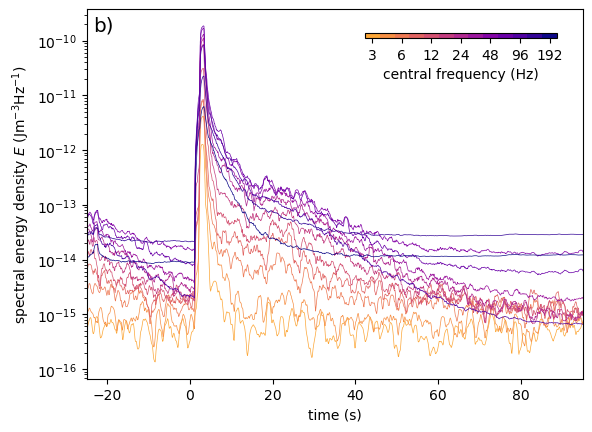 b)
3 6 12 24 48 96 192
central frequency (Hz)
spectral energy density E (Jm⁻³Hz⁻¹)
10⁻¹⁰
10⁻¹¹
10⁻¹²
10⁻¹³
10⁻¹⁴
10⁻¹⁵
10⁻¹⁶
−20 0 20 40 60 80
time (s)